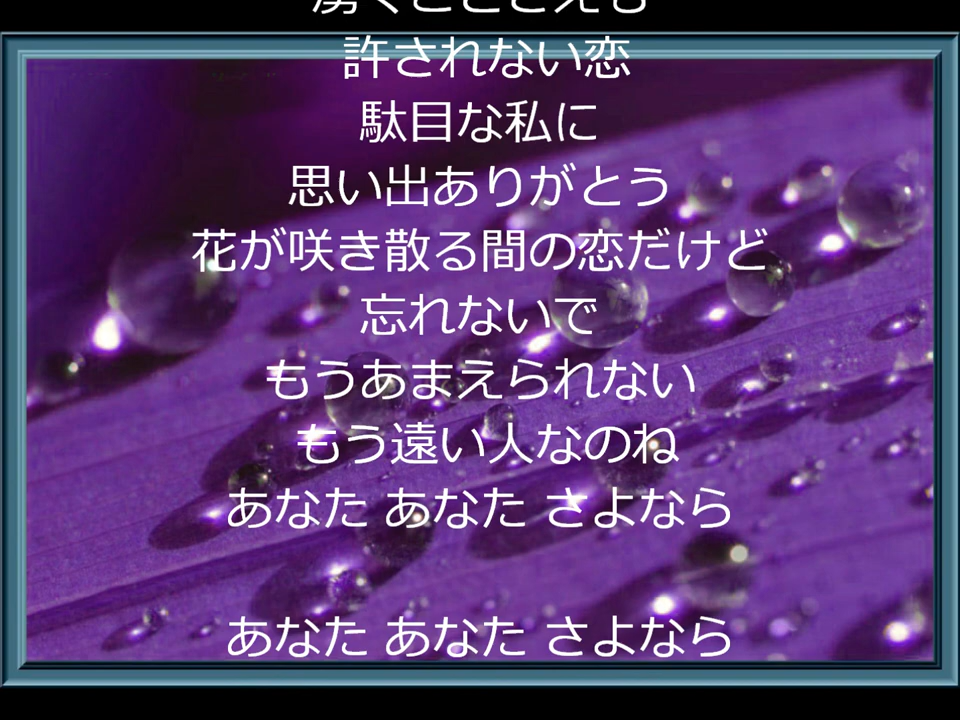 許されない恋
駄目な私に
思い出ありがとう
花が咲き散る間の恋だけど
忘れないで
もうあまえられない
もう遠い人なのね
あなた あなた さよなら
あなた あなた さよなら